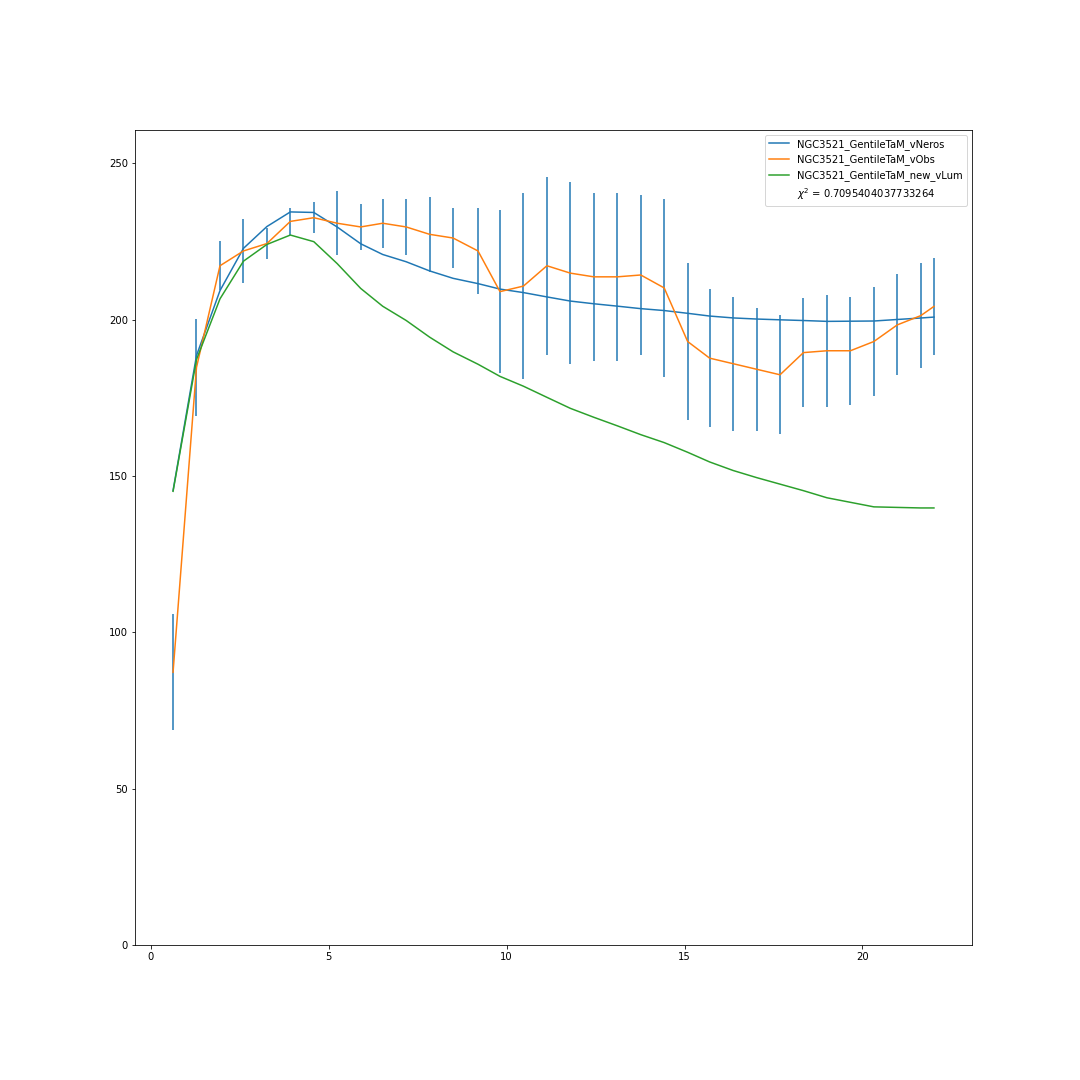 NGC3521_GentileTaM_vNeros
NGC3521_GentileTaM_vObs
NGC3521_GentileTaM_new_vLum
χ² = 0.7095404037733264
250
200
150
100
50
0
0 5 10 15 20